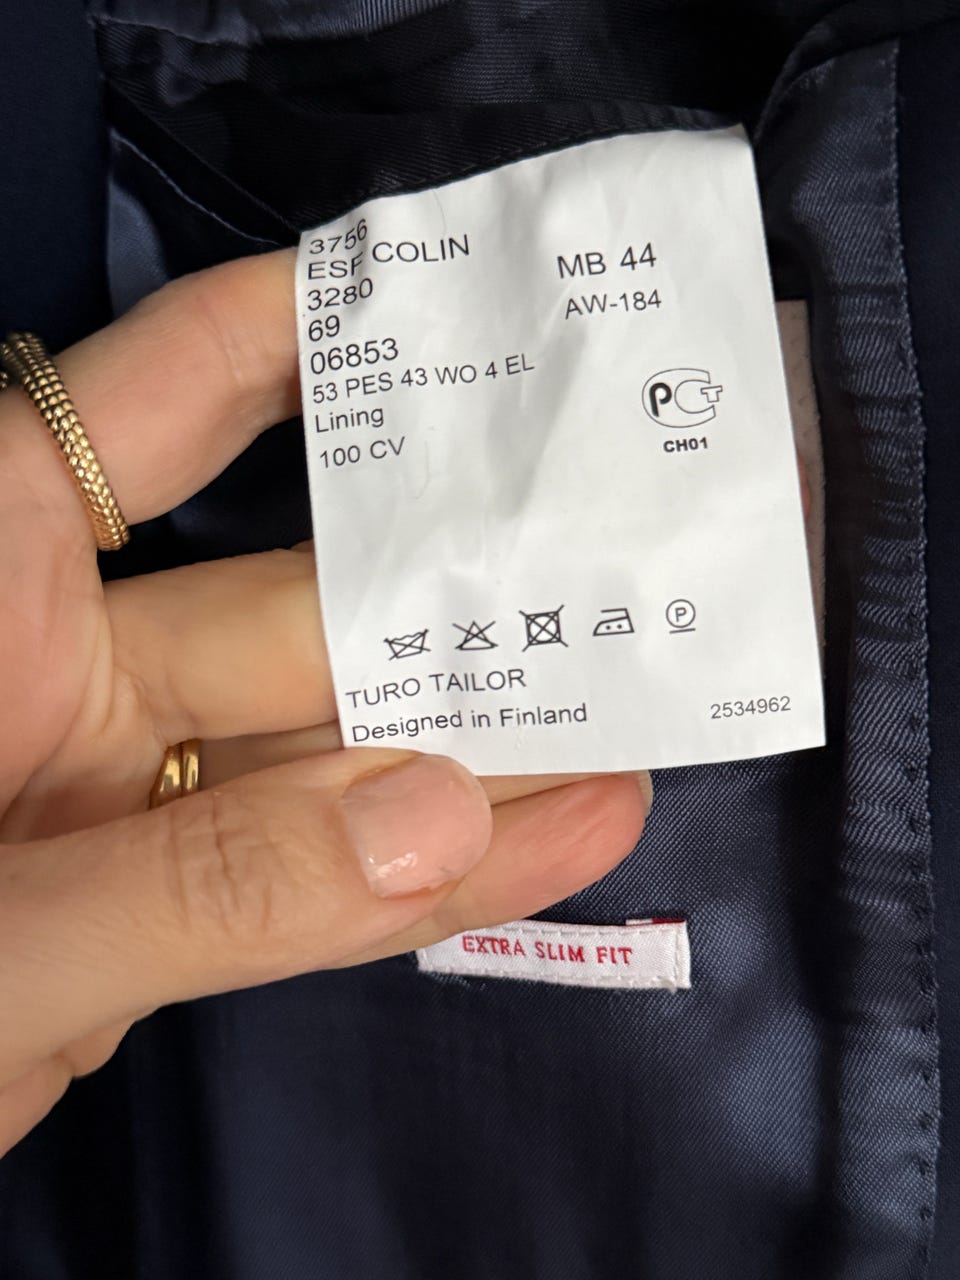 3756
ESF COLIN
3280
69
06853
53 PES 43 WO 4 EL
Lining
100 CV
MB 44
AW-184
PCT
CH01
P
TURO TAILOR
Designed in Finland
2534962
EXTRA SLIM FIT